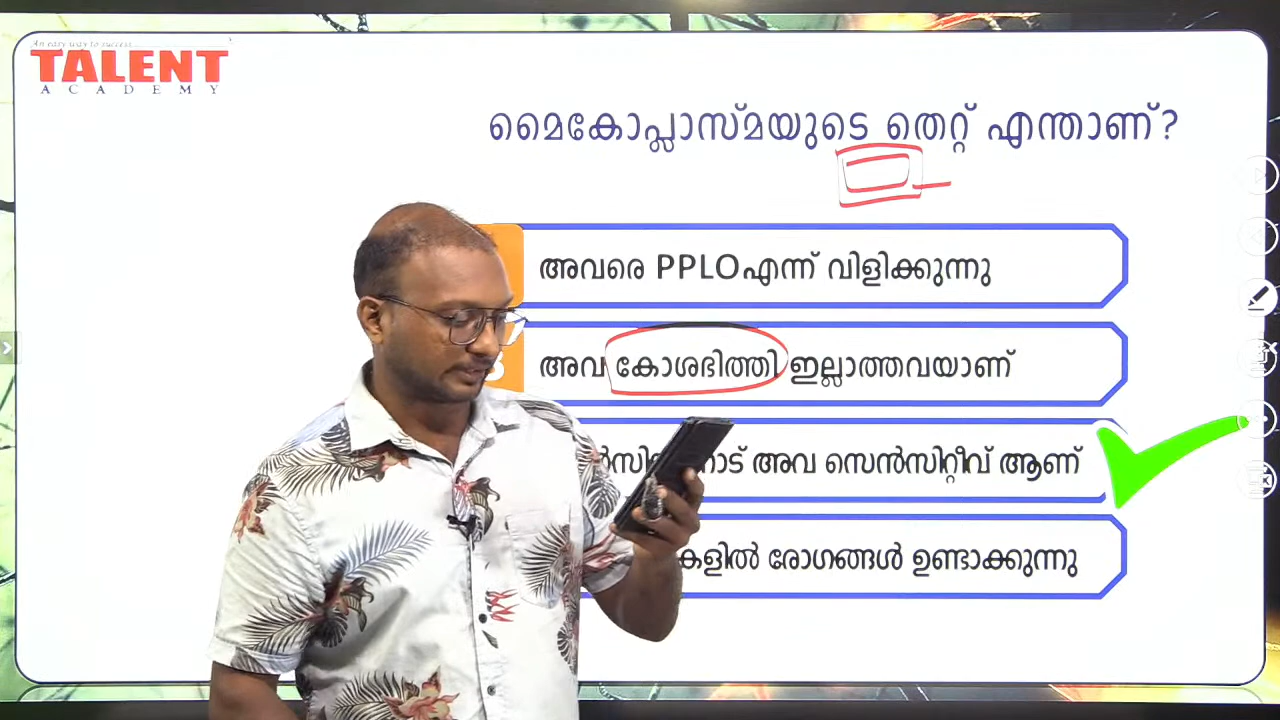 An easy way to success
TALENT
ACADEMY
മൈകോപ്ലാസ്മയുടെ തെറ്റ് എന്താണ്?
അവരെ PPLO എന്ന് വിളിക്കുന്നു
അവ കോശഭിത്തി ഇല്ലാത്തവയാണ്
അവ സെൻസിറ്റീവ് ആണ്
രോഗങ്ങൾ ഉണ്ടാക്കുന്നു